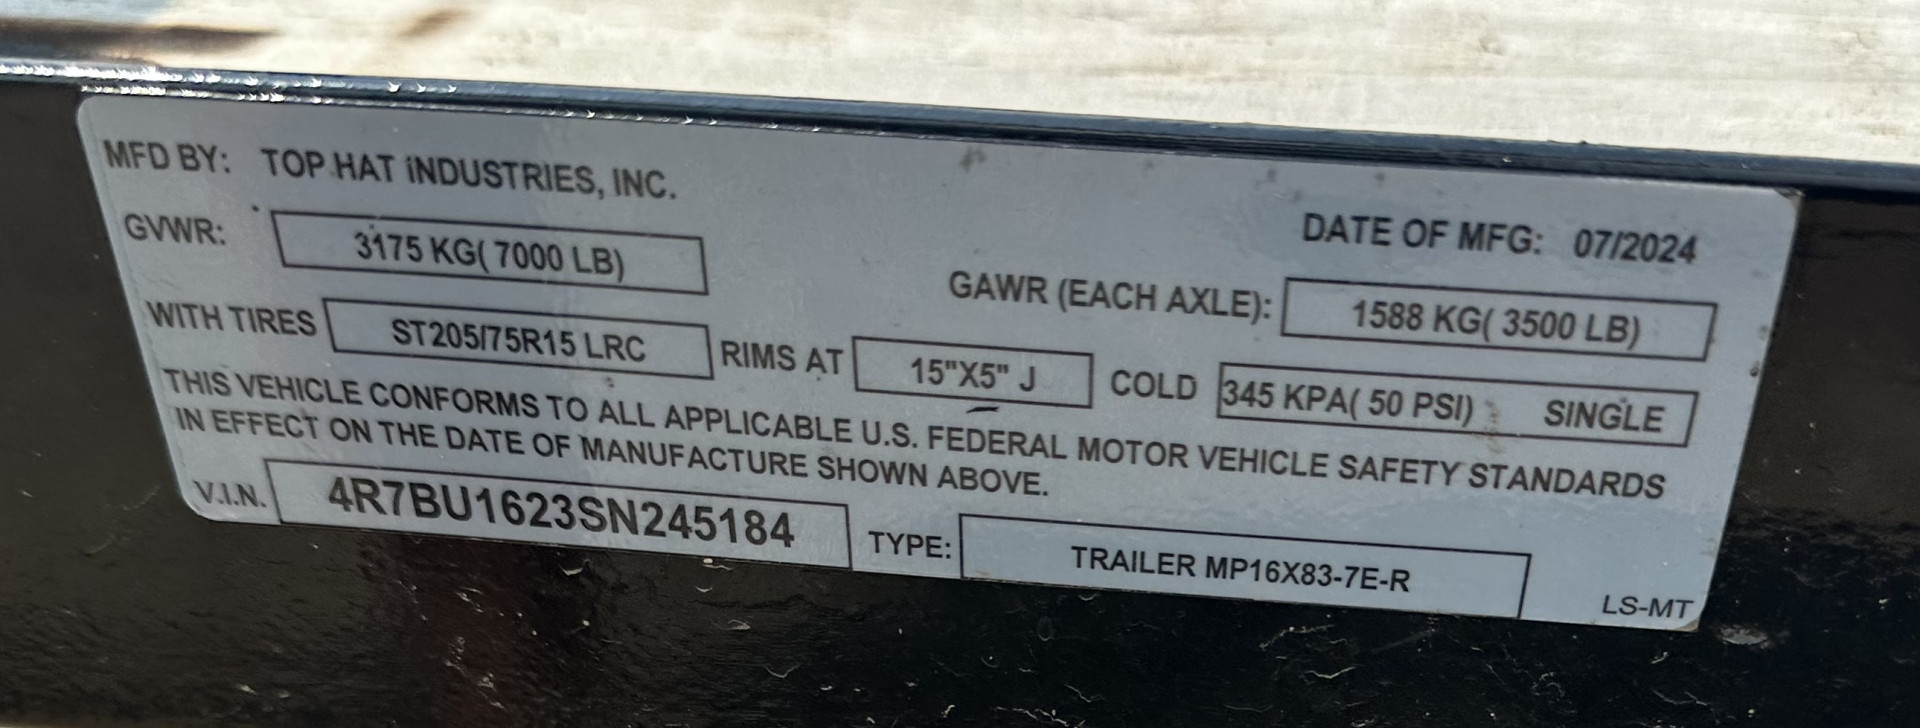 MFD BY: TOP HAT INDUSTRIES, INC.
DATE OF MFG: 07/2024
GVWR: 3175 KG( 7000 LB)
GAWR (EACH AXLE): 1588 KG( 3500 LB)
WITH TIRES ST205/75R15 LRC RIMS AT 15"X5" J COLD 345 KPA( 50 PSI) SINGLE
THIS VEHICLE CONFORMS TO ALL APPLICABLE U.S. FEDERAL MOTOR VEHICLE SAFETY STANDARDS
IN EFFECT ON THE DATE OF MANUFACTURE SHOWN ABOVE.
V.I.N. 4R7BU1623SN245184 TYPE: TRAILER MP16X83-7E-R
LS-MT